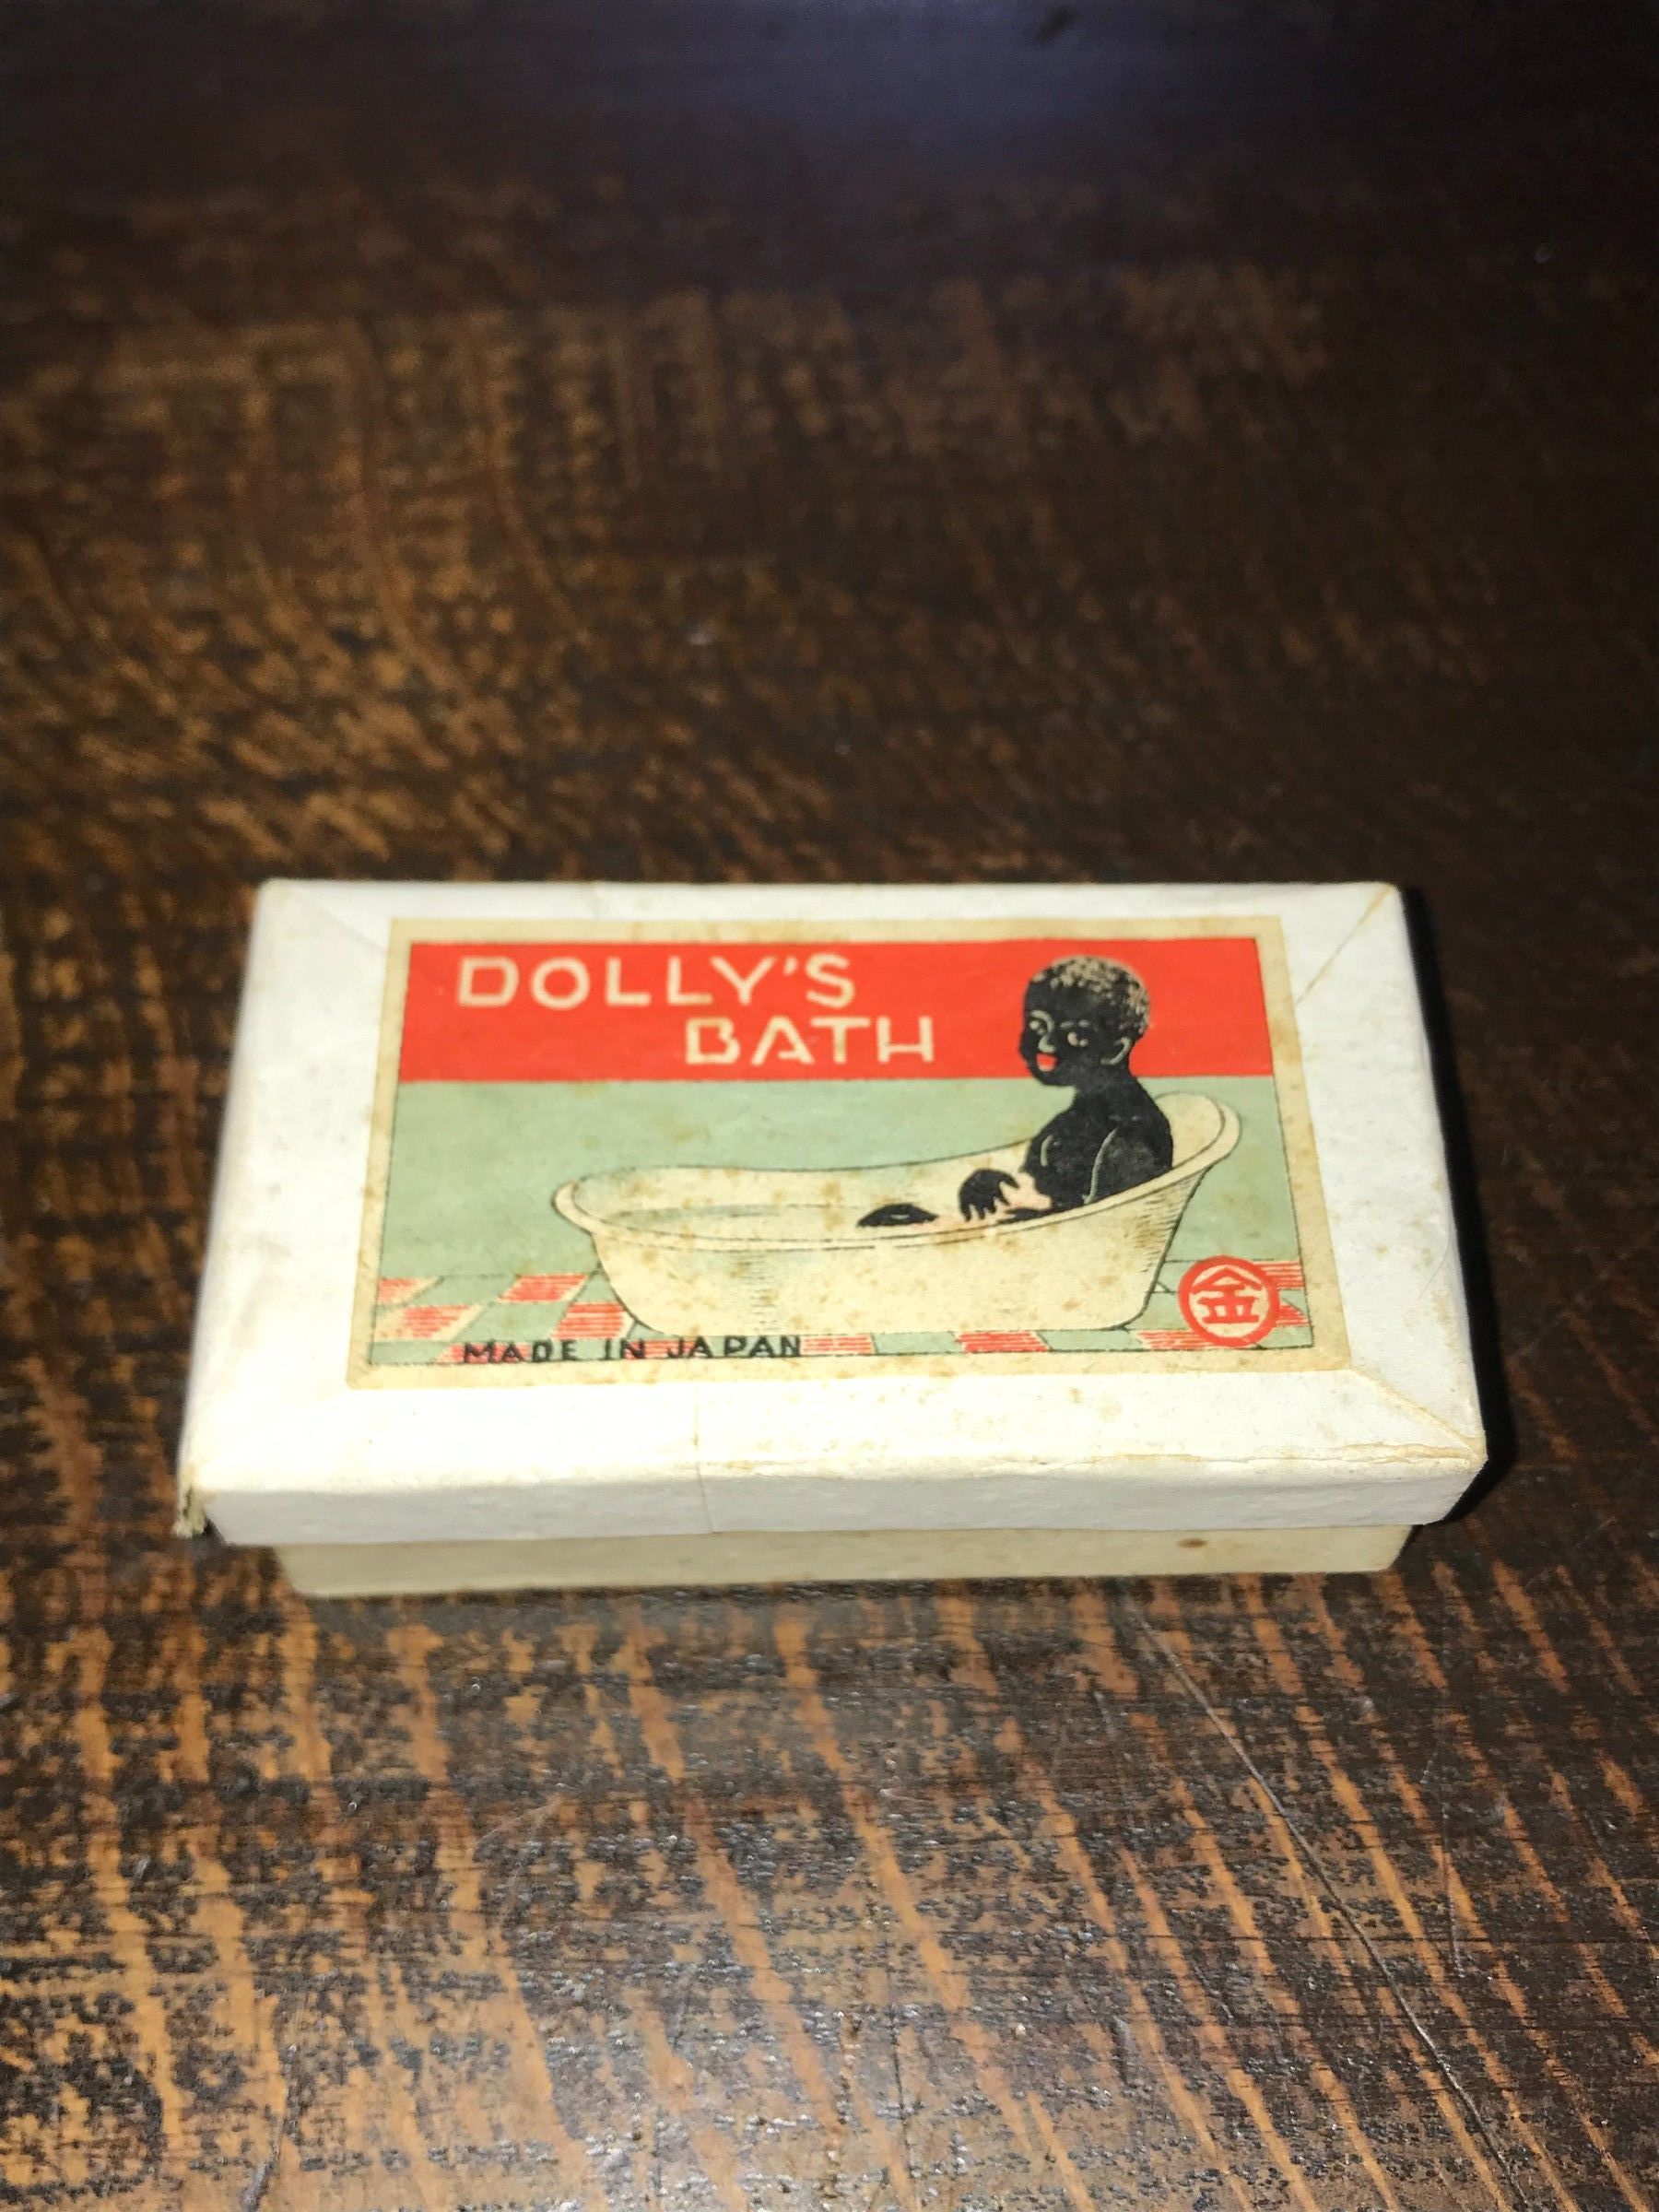 DOLLY'S
BATH
金
MADE IN JAPAN